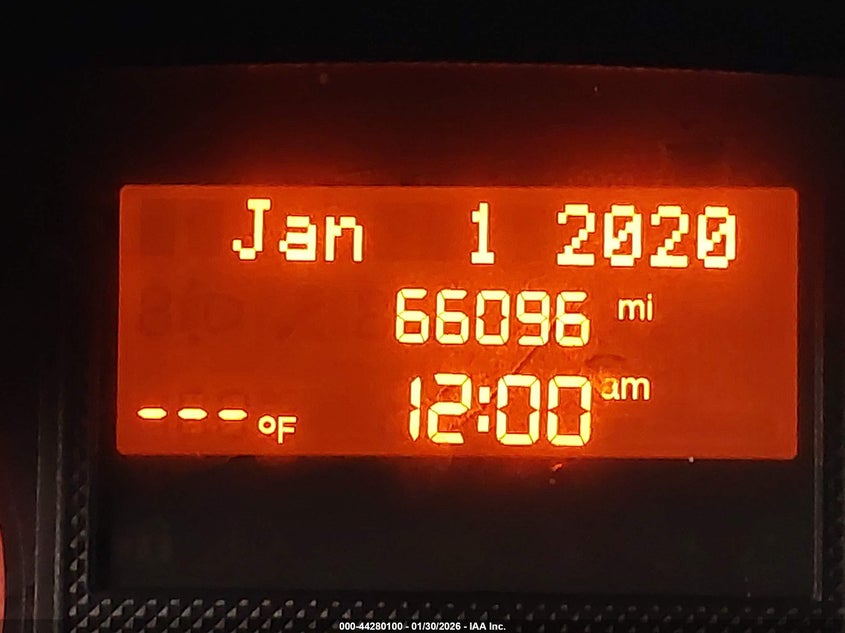 Jan 1 2020
66096 mi
---°F 12:00 am
000-44280100 - 01/30/2026 - IAA Inc.